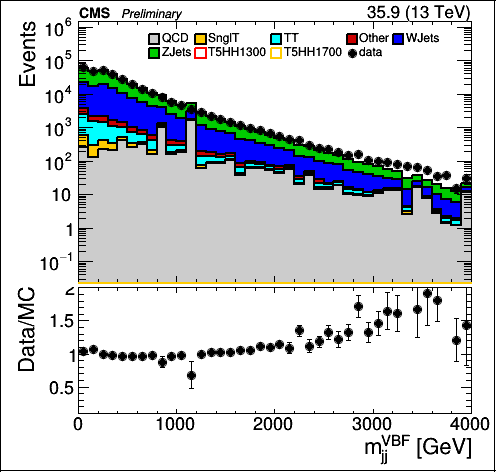 CMS Preliminary 35.9 (13 TeV)
QCD SnglT TT Other WJets
ZJets T5HH1300 T5HH1700 data
Events
10^6
10^5
10^4
10^3
10^2
10
1
10^-1
Data/MC
2
1.5
1
0.5
0 1000 2000 3000 4000
m_jj^VBF [GeV]